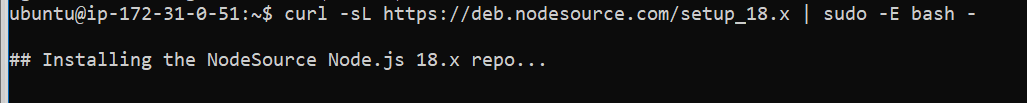 ubuntu@ip-172-31-0-51:~$ curl -sL https://deb.nodesource.com/setup_18.x | sudo -E bash -
## Installing the NodeSource Node.js 18.x repo...